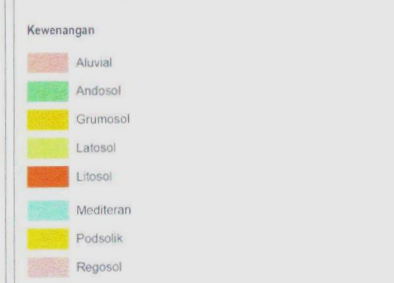 Kewenangan
Aluvial
Andosol
Grumosol
Latosol
Litosol
Mediteran
Podsolik
Regosol